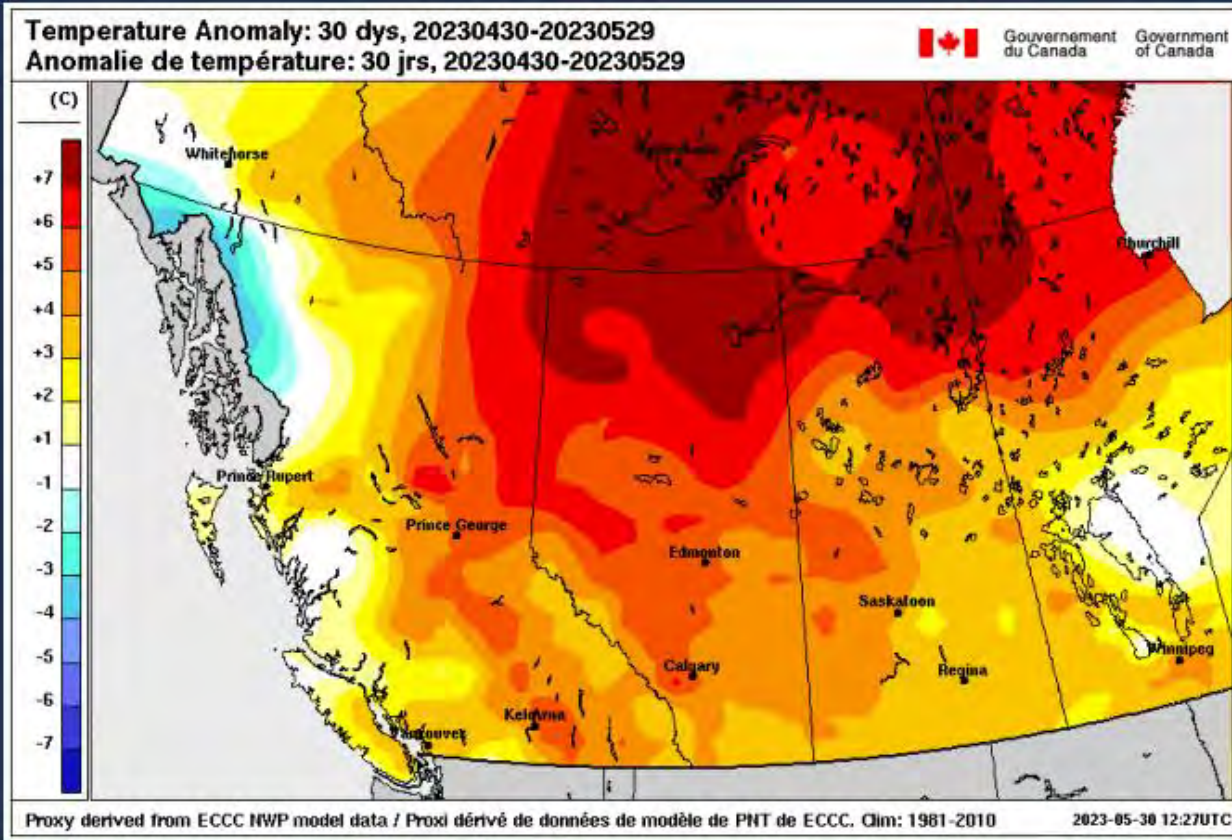 Temperature Anomaly: 30 dys, 20230430-20230529
Anomalie de température: 30 jrs, 20230430-20230529
Gouvernement du Canada
Government of Canada
(C)
+7
+6
+5
+4
+3
+2
+1
-1
-2
-3
-4
-5
-6
-7
Whitehorse
Churchill
Prince Rupert
Prince George
Edmonton
Saskatoon
Calgary
Regina
Winnipeg
Kelowna
Vancouver
Proxy derived from ECCC NWP model data / Proxi dérivé de données de modèle de PNT de ECCC. Clim: 1981-2010
2023-05-30 12:27UTC